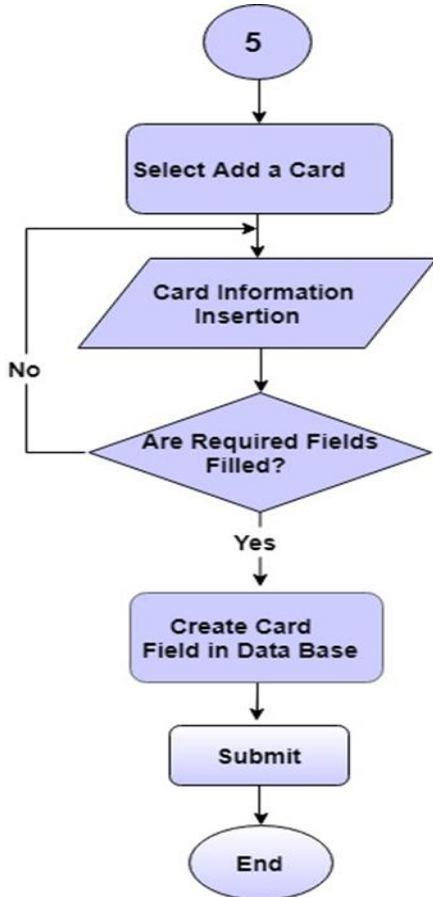 5
Select Add a Card
Card Information
Insertion
No
Are Required Fields
Filled?
Yes
Create Card
Field in Data Base
Submit
End